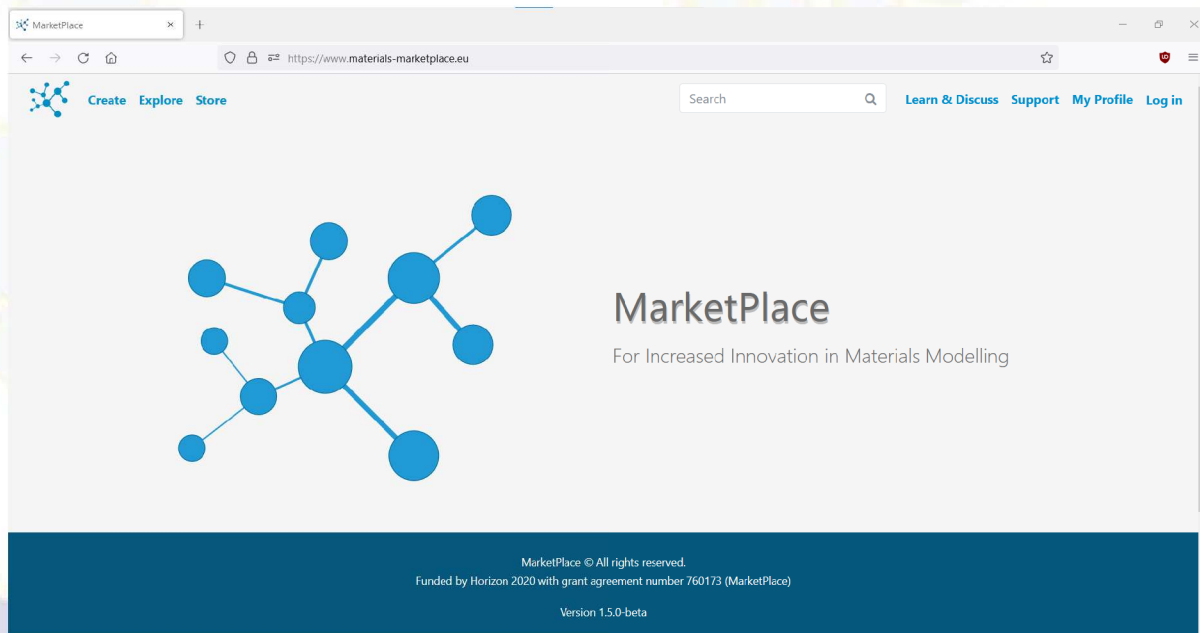 MarketPlace
https://www.materials-marketplace.eu
Create Explore Store
Search
Learn & Discuss Support My Profile Log in
MarketPlace
For Increased Innovation in Materials Modelling
MarketPlace © All rights reserved.
Funded by Horizon 2020 with grant agreement number 760173 (MarketPlace)
Version 1.5.0-beta